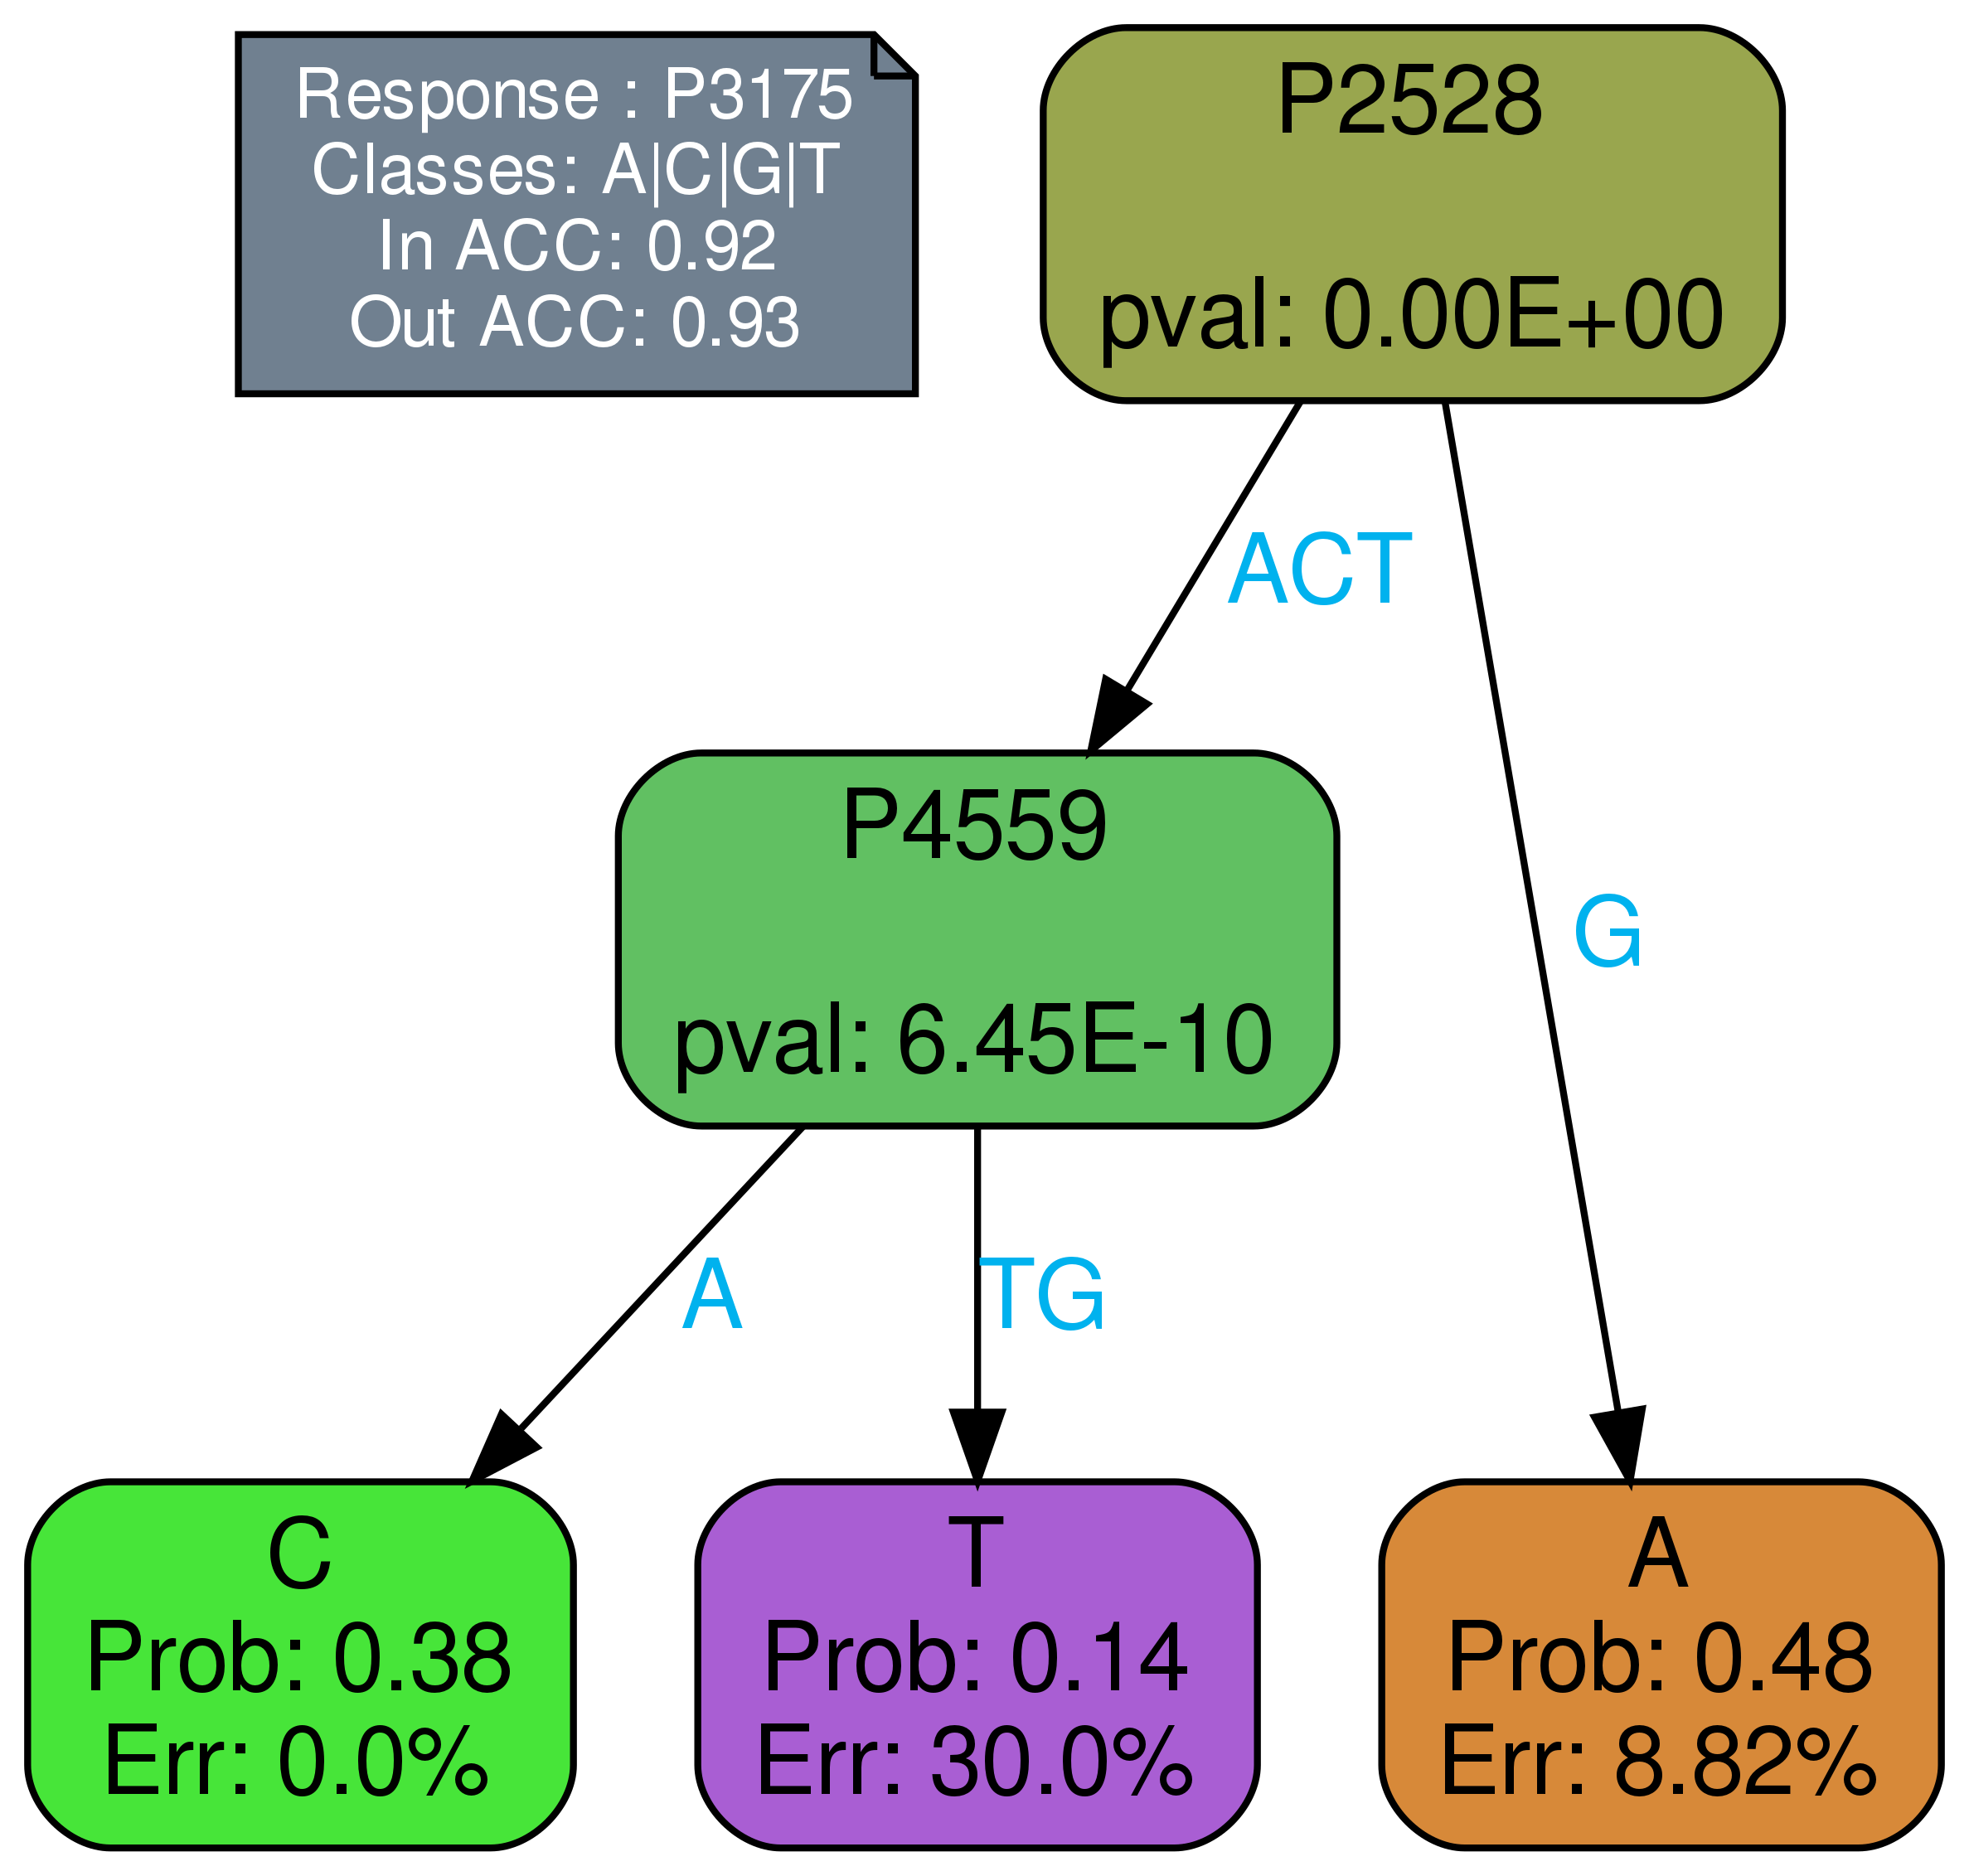 Response : P3175
Classes: A|C|G|T
In ACC: 0.92
Out ACC: 0.93
P2528
pval: 0.00E+00
ACT
P4559
pval: 6.45E-10
G
A
TG
C
Prob: 0.38
Err: 0.0%
T
Prob: 0.14
Err: 30.0%
A
Prob: 0.48
Err: 8.82%